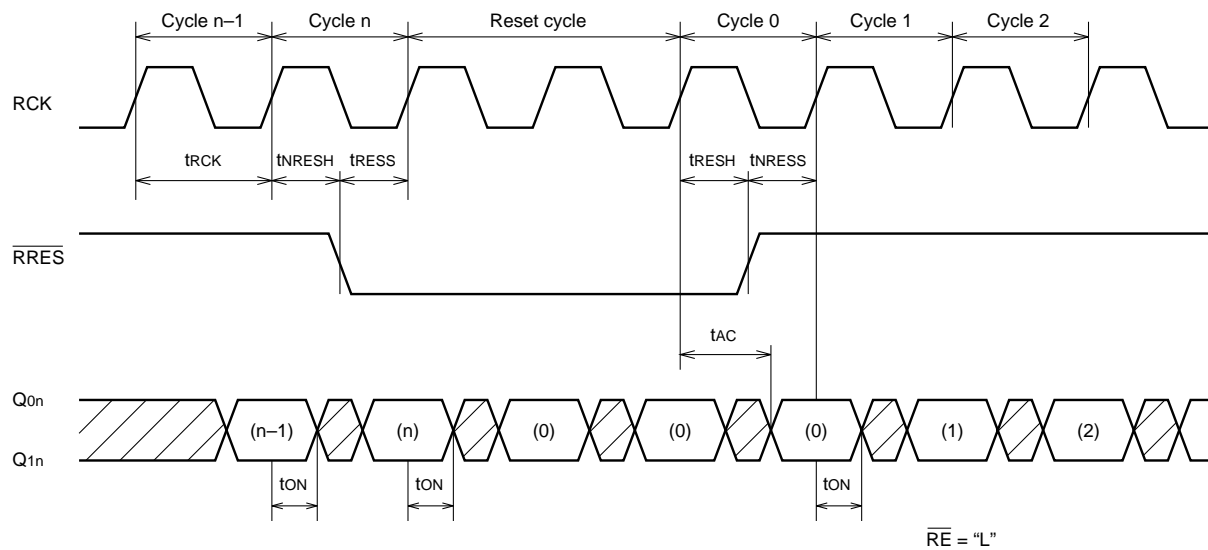 Cycle n–1 Cycle n Reset cycle Cycle 0 Cycle 1 Cycle 2
RCK
tRCK tNRESH tRESS tRESH tNRESS
RRES
tAC
Q0n
(n–1) (n) (0) (0) (0) (1) (2)
Q1n
tON tON tON
RE = “L”